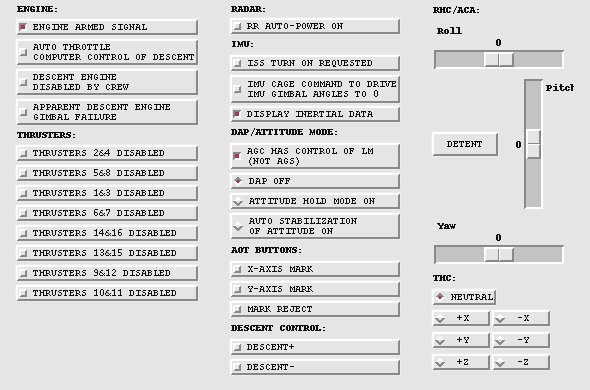 ENGINE:
ENGINE ARMED SIGNAL
AUTO THROTTLE
COMPUTER CONTROL OF DESCENT
DESCENT ENGINE
DISABLED BY CREW
APPARENT DESCENT ENGINE
GIMBAL FAILURE
THRUSTERS:
THRUSTERS 2&4 DISABLED
THRUSTERS 5&8 DISABLED
THRUSTERS 1&3 DISABLED
THRUSTERS 6&7 DISABLED
THRUSTERS 14&16 DISABLED
THRUSTERS 13&15 DISABLED
THRUSTERS 9&12 DISABLED
THRUSTERS 10&11 DISABLED
RADAR:
RR AUTO-POWER ON
IMU:
ISS TURN ON REQUESTED
IMU CAGE COMMAND TO DRIVE
IMU GIMBAL ANGLES TO 0
DISPLAY INERTIAL DATA
DAP/ATTITUDE MODE:
AGC HAS CONTROL OF LM
(NOT AGS)
DAP OFF
ATTITUDE HOLD MODE ON
AUTO STABILIZATION
OF ATTITUDE ON
AOT BUTTONS:
X-AXIS MARK
Y-AXIS MARK
MARK REJECT
DESCENT CONTROL:
DESCENT+
DESCENT-
RHC/ACA:
Roll
0
Pitch
DETENT
0
Yaw
0
THC:
NEUTRAL
+X -X
+Y -Y
+Z -Z